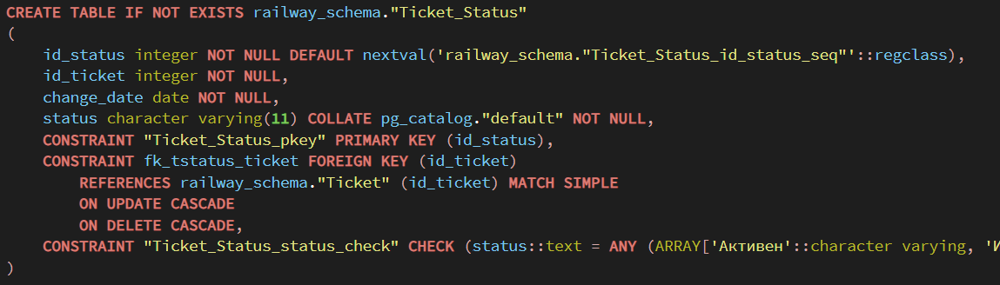 CREATE TABLE IF NOT EXISTS railway_schema."Ticket_Status"
(
    id_status integer NOT NULL DEFAULT nextval('railway_schema."Ticket_Status_id_status_seq"'::regclass),
    id_ticket integer NOT NULL,
    change_date date NOT NULL,
    status character varying(11) COLLATE pg_catalog."default" NOT NULL,
    CONSTRAINT "Ticket_Status_pkey" PRIMARY KEY (id_status),
    CONSTRAINT fk_tstatus_ticket FOREIGN KEY (id_ticket)
        REFERENCES railway_schema."Ticket" (id_ticket) MATCH SIMPLE
        ON UPDATE CASCADE
        ON DELETE CASCADE,
    CONSTRAINT "Ticket_Status_status_check" CHECK (status::text = ANY (ARRAY['Активен'::character varying,
)